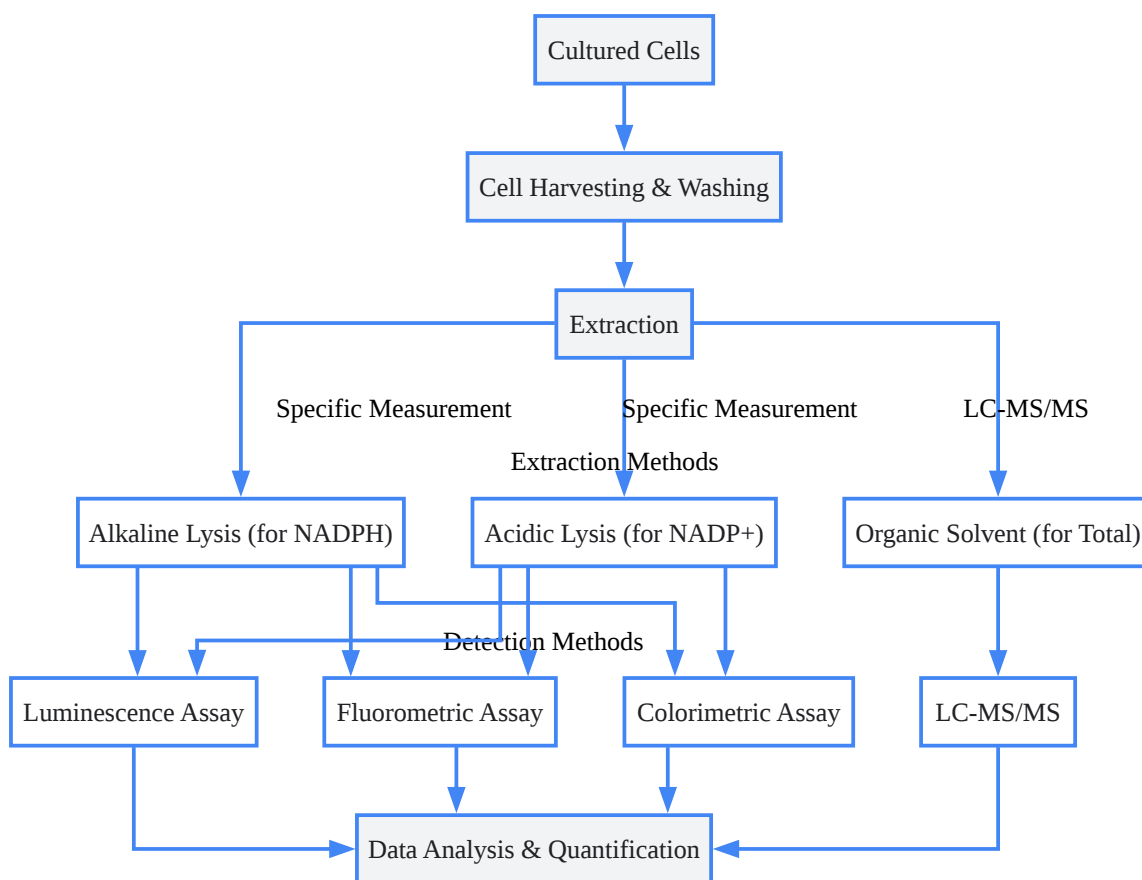 Cultured Cells
Cell Harvesting & Washing
Extraction
Specific Measurement
Specific Measurement
LC-MS/MS
Extraction Methods
Alkaline Lysis (for NADPH)
Acidic Lysis (for NADP+)
Organic Solvent (for Total)
Detection Methods
Luminescence Assay
Fluorometric Assay
Colorimetric Assay
LC-MS/MS
Data Analysis & Quantification